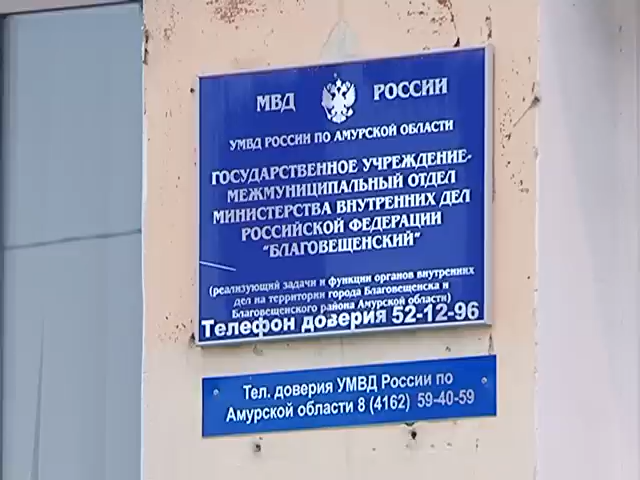 МВД РОССИИ
УМВД РОССИИ ПО АМУРСКОЙ ОБЛАСТИ
ГОСУДАРСТВЕННОЕ УЧРЕЖДЕНИЕ-
МЕЖМУНИЦИПАЛЬНЫЙ ОТДЕЛ
МИНИСТЕРСТВА ВНУТРЕННИХ ДЕЛ
РОССИЙСКОЙ ФЕДЕРАЦИИ
"БЛАГОВЕЩЕНСКИЙ"
(реализующий задачи и функции органов внутренних
дел на территории города Благовещенска и
Благовещенского района Амурской области)
Телефон доверия 52-12-96
Тел. доверия УМВД России по
Амурской области 8 (4162) 59-40-59